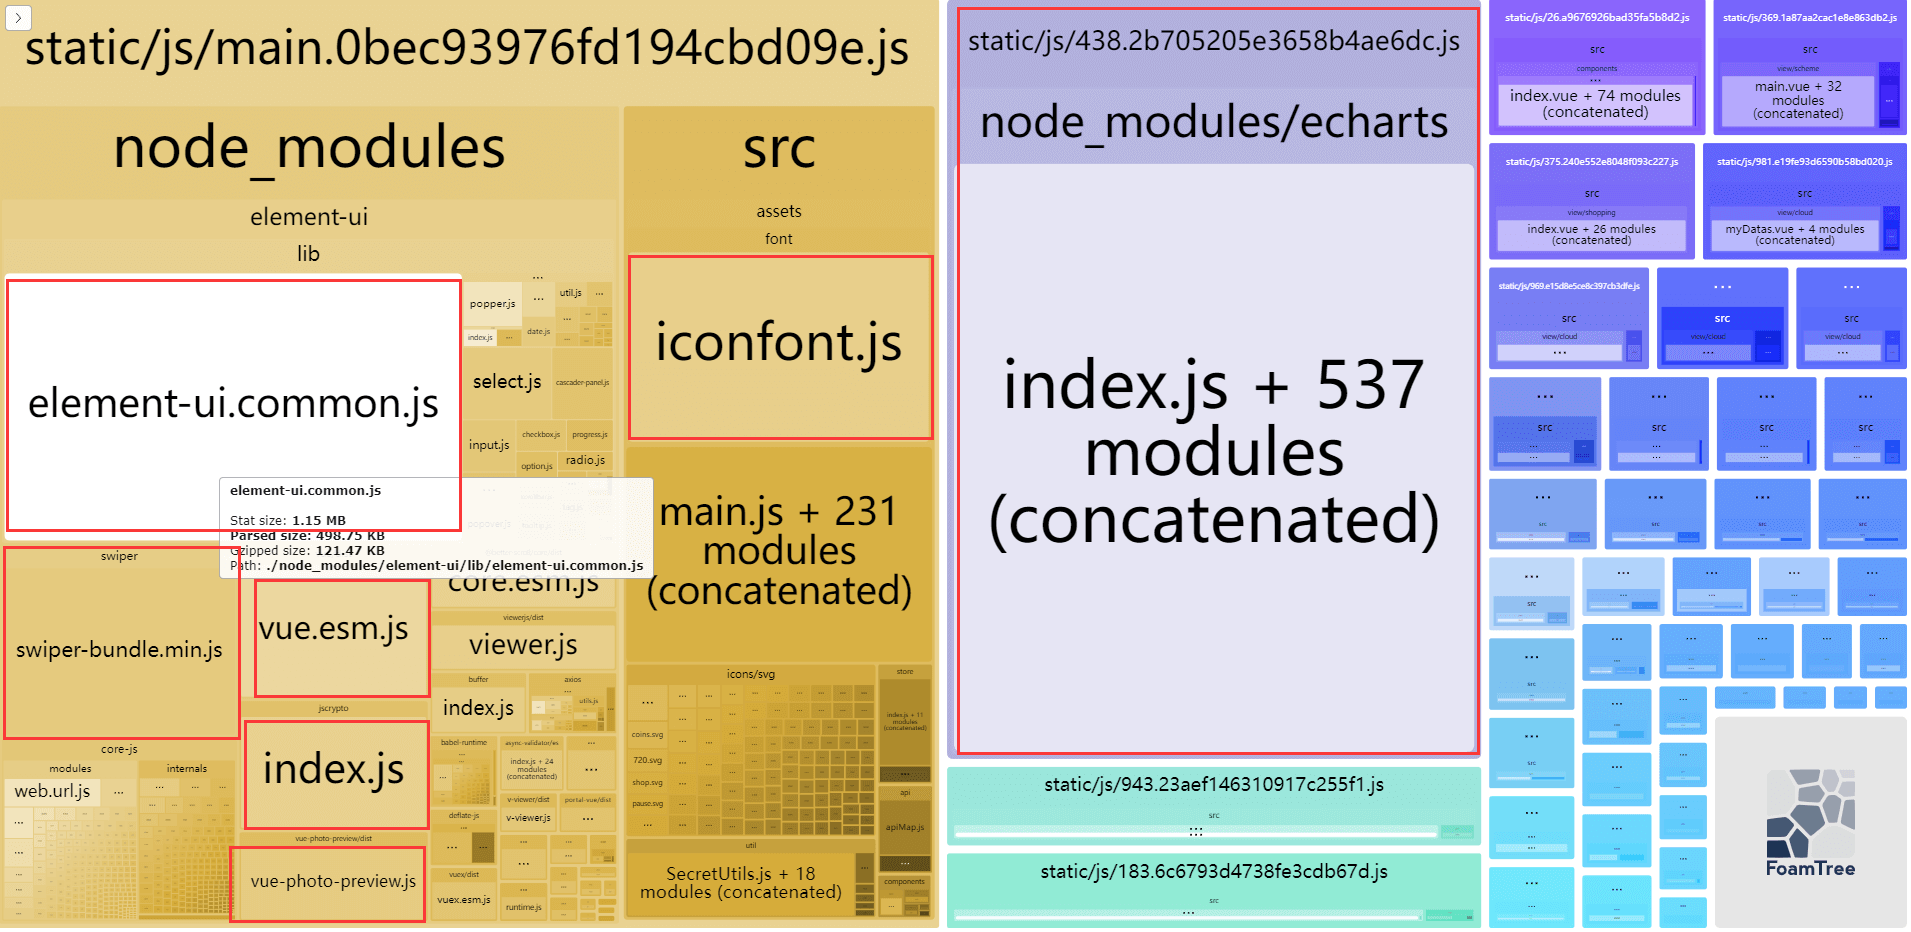 static/js/main.0bec93976fd194cbd09e.js
node_modules
element-ui
lib
element-ui.common.js
popper.js
index.js
util.js
date.js
select.js
cascader-panel.js
input.js
checkbox.js
progress.js
option.js
radio.js
element-ui.common.js
Stat size: 1.15 MB
Parsed size: 498.75 KB
Gzipped size: 121.47 KB
Path: ./node_modules/element-ui/lib/element-ui.common.js
swiper
swiper-bundle.min.js
vue.esm.js
core.esm.js
viewerjs/dist
viewer.js
jscrypto
index.js
buffer
index.js
axios
utils.js
core-js
modules
web.url.js
internals
babel-runtime
async-validator/es
index.js + 24
modules
(concatenated)
vue-photo-preview/dist
vue-photo-preview.js
v-viewer/dist
v-viewer.js
portal-vue/dist
deflate-js
vuex/dist
vuex.esm.js
runtime.js
src
assets
font
iconfont.js
main.js + 231
modules
(concatenated)
icons/svg
coins.svg
720.svg
shop.svg
pause.svg
store
index.js + 11
modules
(concatenated)
api
apiMap.js
util
SecretUtils.js + 18
modules (concatenated)
components
static/js/438.2b705205e3658b4ae6dc.js
node_modules/echarts
index.js + 537
modules
(concatenated)
static/js/943.23aef146310917c255f1.js
src
static/js/183.6c6793d4738fe3cdb67d.js
src
static/js/26.a9676926bad35fa5b8d2.js
src
components
index.vue + 74 modules
(concatenated)
static/js/369.1a87aa2cac1e8e863db2.js
src
view/scheme
main.vue + 32
modules
(concatenated)
static/js/375.240e552e8048f093c227.js
src
view/shopping
index.vue + 26 modules
(concatenated)
static/js/981.e19fe93d6590b58bd020.js
src
view/cloud
myDatas.vue + 4 modules
(concatenated)
static/js/969.e15d8e5ce8c397cb3dfe.js
src
view/cloud
src
view/cloud
src
view/cloud
src
src
src
src
src
src
src
src
src
src
src
FoamTree